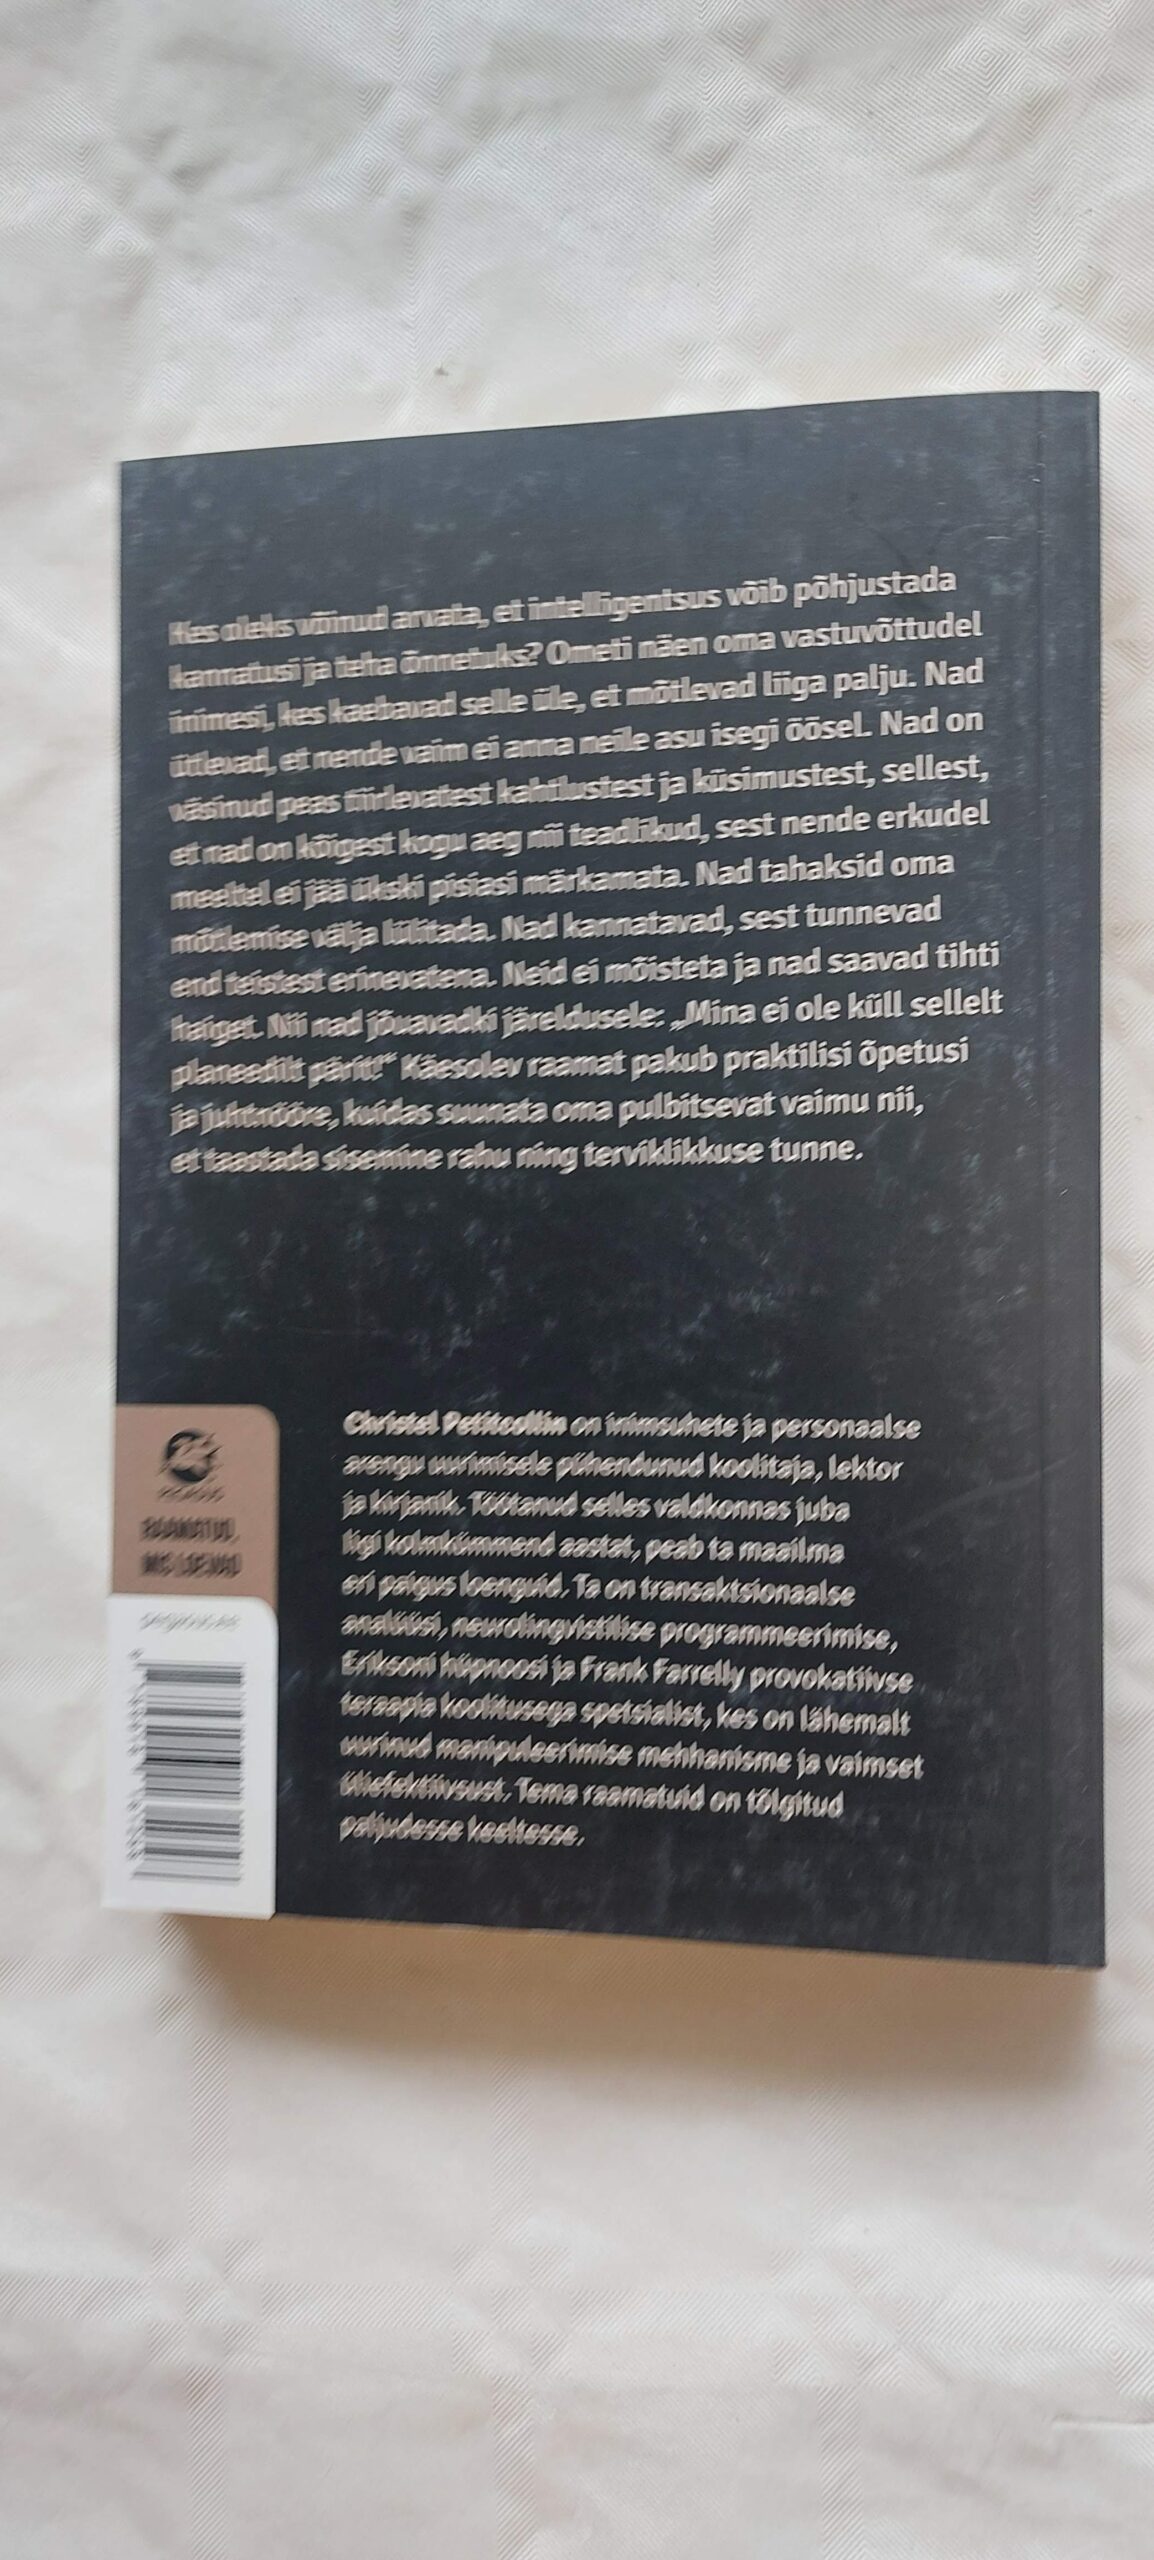 Kes oleks võinud arvata, et intelligentsus võib põhjustada
kannatusi ja teha õnnetuks? Ometi näen oma vastuvõttudel
inimesi, kes kaebavad selle üle, et mõtlevad liiga palju. Nad
ütlevad, et nende vaim ei anna neile asu isegi öösel. Nad on
väsinud peas tiirlevatest kahtlustest ja küsimustest, sellest,
et nad on kõigest kogu aeg nii teadlikud, sest nende erkudel
meeltel ei jää ükski pisiasi märkamata. Nad tahaksid oma
mõtlemise välja lülitada. Nad kannatavad, sest tunnevad
end teistest erinevatena. Neid ei mõisteta ja nad saavad tihti
haiget. Nii nad jõuavadki järeldusele: „Mina ei ole küll sellelt
planeedilt pärit!“ Käesolev raamat pakub praktilisi õpetusi
ja juhtnööre, kuidas suunata oma pulbitsevat vaimu nii,
et taastada sisemine rahu ning terviklikkuse tunne.
Christel Petitcollin on inimsuhete ja personaalse
arengu uurimisele pühendunud koolitaja, lektor
ja kirjanik. Töötanud selles valdkonnas juba
ligi kolmkümmend aastat, peab ta maailma
eri paigus loenguid. Ta on transaktsionaalse
analüüsi, neurolingvistilise programmeerimise,
Eriksoni hüpnoosi ja Frank Farrelly provokatiivse
teraapia koolitusega spetsialist, kes on lähemalt
uurinud manipuleerimise mehhanisme ja vaimset
üliefektiivsust. Tema raamatuid on tõlgitud
paljudesse keeltesse.
PEGASUS
RAAMATUD,
MIS LOEVAD
pegasus.ee